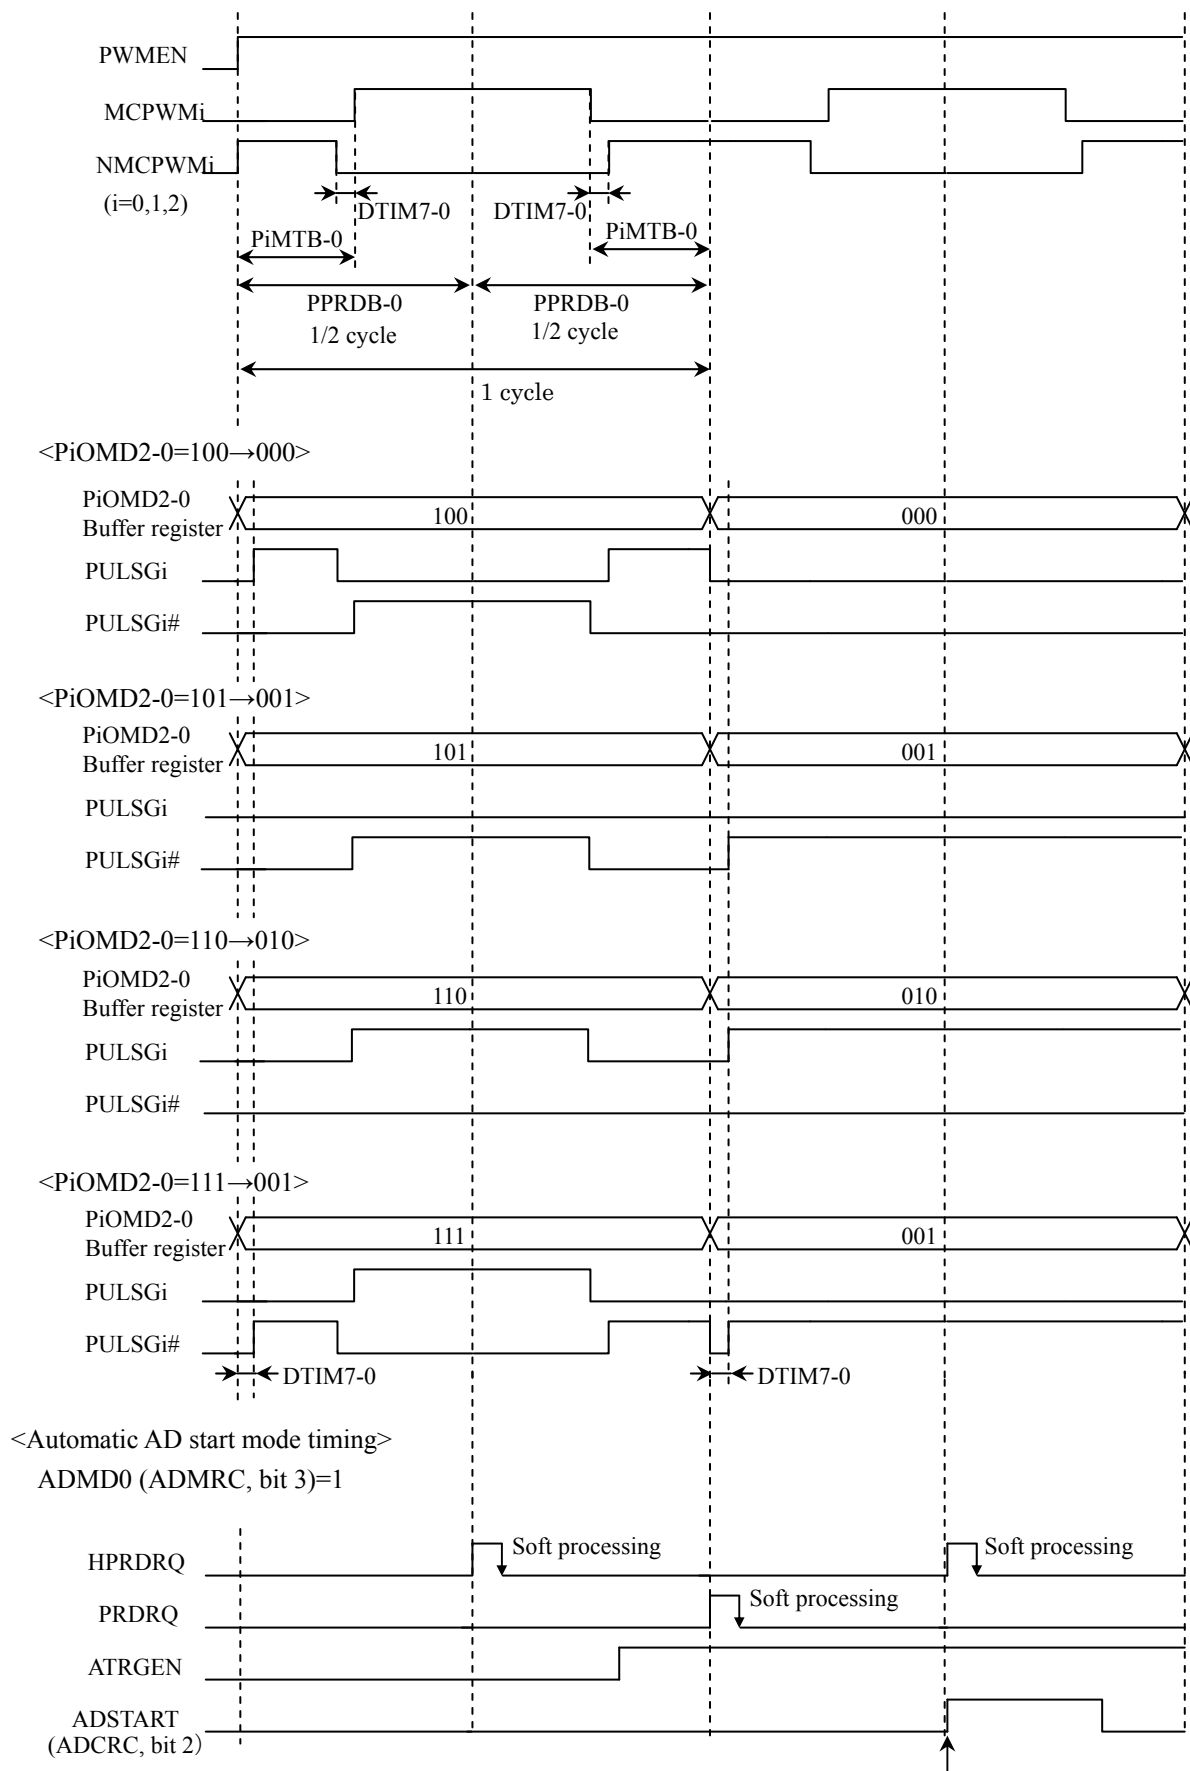 PWMEN
MCPWMi
NMCPWMi
(i=0,1,2)
DTIM7-0 DTIM7-0
PiMTB-0 PiMTB-0
PPRDB-0 PPRDB-0
1/2 cycle 1/2 cycle
1 cycle
<PiOMD2-0=100→000>
PiOMD2-0
Buffer register 100 000
PULSGi
PULSGi#
<PiOMD2-0=101→001>
PiOMD2-0
Buffer register 101 001
PULSGi
PULSGi#
<PiOMD2-0=110→010>
PiOMD2-0
Buffer register 110 010
PULSGi
PULSGi#
<PiOMD2-0=111→001>
PiOMD2-0
Buffer register 111 001
PULSGi
PULSGi#
DTIM7-0 DTIM7-0
<Automatic AD start mode timing>
ADMD0 (ADMRC, bit 3)=1
HPRDRQ Soft processing Soft processing
PRDRQ Soft processing
ATRGEN
ADSTART
(ADCRC, bit 2)